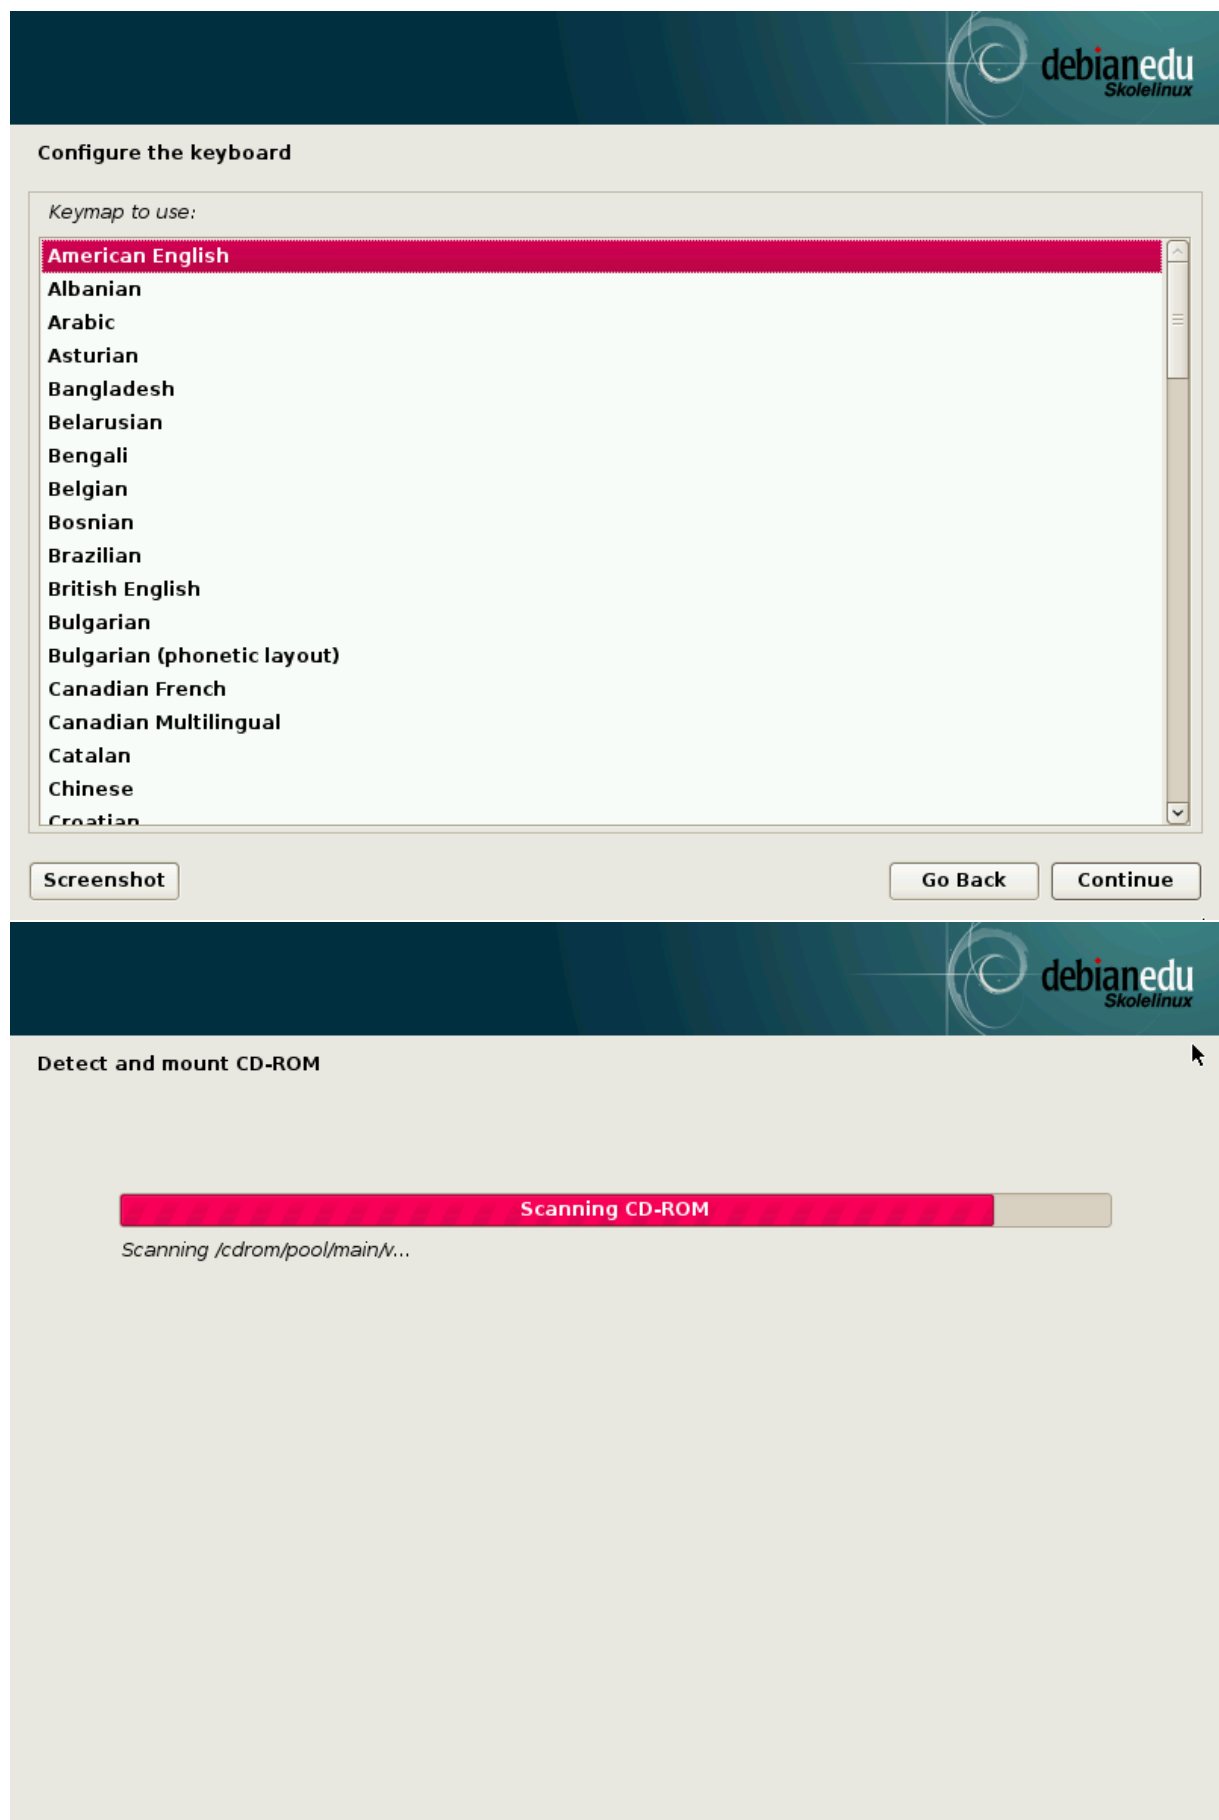 debianedu
Skolelinux
Configure the keyboard
Keymap to use:
American English
Albanian
Arabic
Asturian
Bangladesh
Belarusian
Bengali
Belgian
Bosnian
Brazilian
British English
Bulgarian
Bulgarian (phonetic layout)
Canadian French
Canadian Multilingual
Catalan
Chinese
Croatian
Screenshot
Go Back
Continue
debianedu
Skolelinux
Detect and mount CD-ROM
Scanning CD-ROM
Scanning /cdrom/pool/main/v...